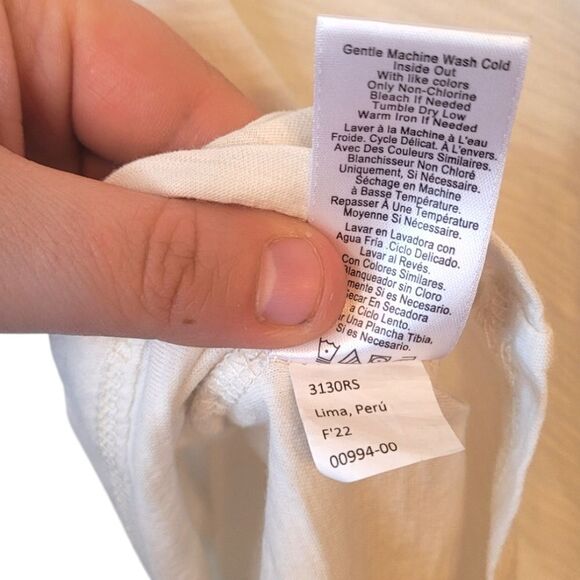 Gentle Machine Wash Cold
Inside Out
With like colors
Only Non-Chlorine
Bleach If Needed
Tumble Dry Low
Warm Iron If Needed
Laver à la Machine à L'eau
Froide. Cycle Délicat. À L'envers.
Avec Des Couleurs Similaires.
Blanchisseur Non Chloré
Uniquement, Si Nécessaire.
Séchage en Machine
à Basse Température.
Repasser À Une Température
Moyenne Si Nécessaire.
Lavar en Lavadora con
Agua Fría .Ciclo Delicado.
Lavar al Revés.
Con Colores Similares.
sin Cloro
Si es Necesario.
En Secadora
a Ciclo Lento.
Una Plancha Tibia,
Si es Necesario.
3130RS
Lima, Perú
F'22
00994-00